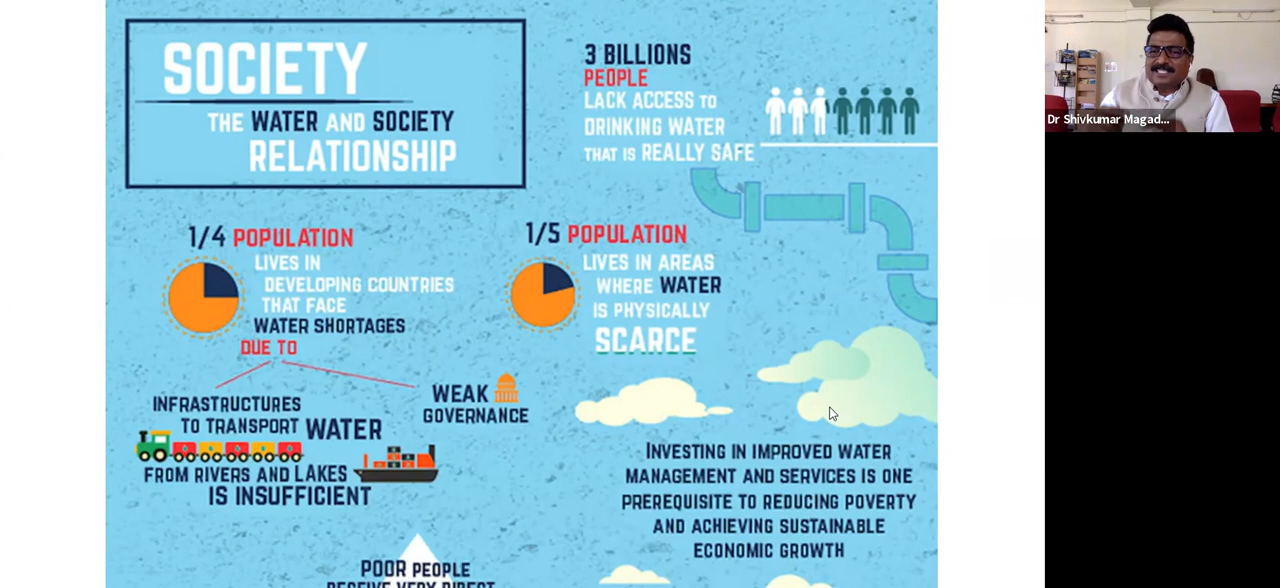 SOCIETY
THE WATER AND SOCIETY
RELATIONSHIP
3 BILLIONS
PEOPLE
LACK ACCESS TO
DRINKING WATER
THAT IS REALLY SAFE
1/4 POPULATION
LIVES IN
DEVELOPING COUNTRIES
THAT FACE
WATER SHORTAGES
DUE TO
INFRASTRUCTURES
TO TRANSPORT WATER
FROM RIVERS AND LAKES
IS INSUFFICIENT
WEAK
GOVERNANCE
1/5 POPULATION
LIVES IN AREAS
WHERE WATER
IS PHYSICALLY
SCARCE
INVESTING IN IMPROVED WATER
MANAGEMENT AND SERVICES IS ONE
PREREQUISITE TO REDUCING POVERTY
AND ACHIEVING SUSTAINABLE
ECONOMIC GROWTH
POOR PEOPLE
RECEIVE VERY DIRECT
Dr Shivkumar Magad...